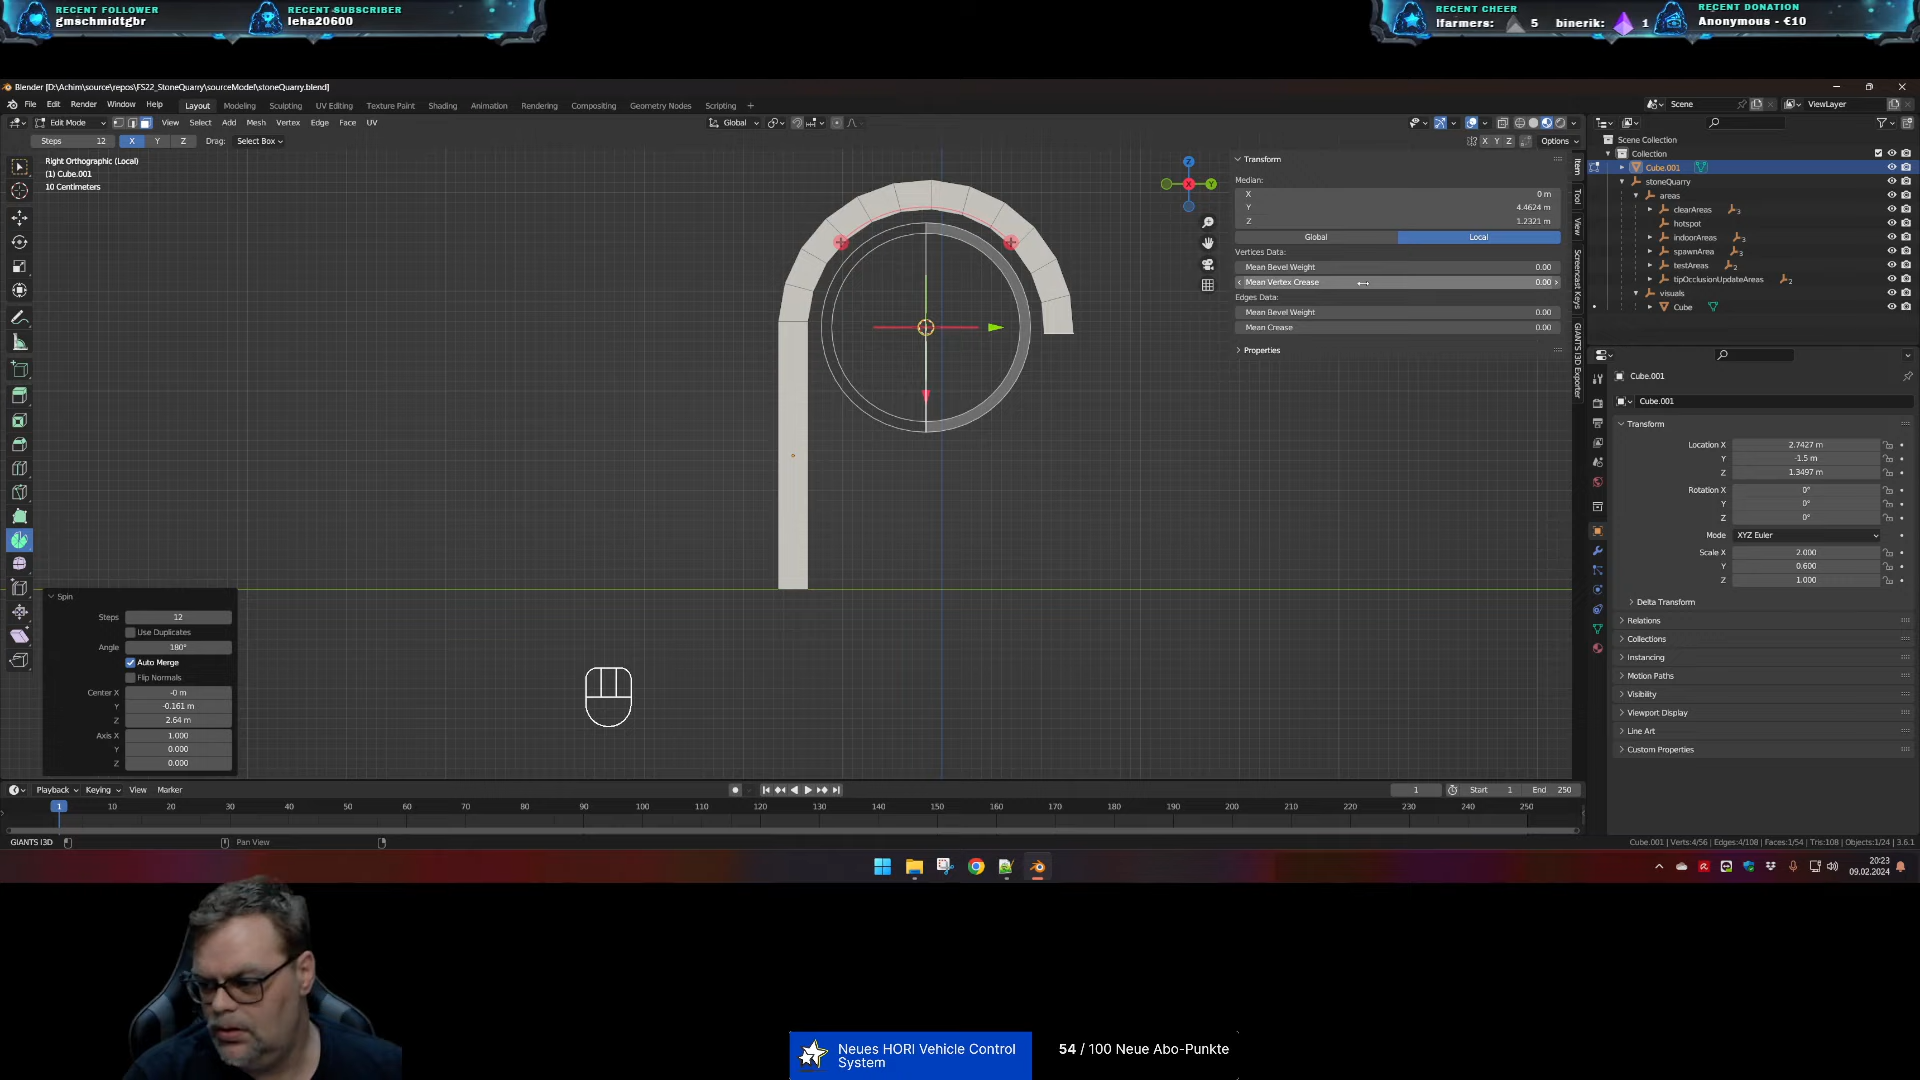 RECENT FOLLOWER
gmschmidtgbr
RECENT SUBSCRIBER
leha20600
RECENT CHEER
lfarmers: 5 binerik: 1
RECENT DONATION
Anonymous - €10
Blender [D:\Achim\source\repos\FS22_StoneQuarry\sourceModel\stoneQuarry.blend]
File Edit Render Window Help Layout Modeling Sculpting UV Editing Texture Paint Shading Animation Rendering Compositing Geometry Nodes Scripting +
Scene ViewLayer
Edit Mode View Select Add Mesh Vertex Edge Face UV Global
Steps 12 X Y Z Drag: Select Box
X Y Z Options
Right Orthographic (Local)
(1) Cube.001
10 Centimeters
Z
Y
X
Transform
Median:
X 0 m
Y 4.4624 m
Z 1.2321 m
Global Local
Vertices Data:
Mean Bevel Weight 0.00
Mean Vertex Crease 0.00
Edges Data:
Mean Bevel Weight 0.00
Mean Crease 0.00
Properties
Item
Tool
View
Screencast Keys
GIANTS I3D Exporter
Scene Collection
Collection
Cube.001
stoneQuarry
areas
clearAreas 3
hotspot
indoorAreas 3
spawnArea 3
testAreas 2
tipOcclusionUpdateAreas 2
visuals
Cube
Cube.001
Cube.001
Transform
Location X 2.7427 m
Y -1.5 m
Z 1.3497 m
Rotation X 0°
Y 0°
Z 0°
Mode XYZ Euler
Scale X 2.000
Y 0.600
Z 1.000
Delta Transform
Relations
Collections
Instancing
Motion Paths
Visibility
Viewport Display
Line Art
Custom Properties
Spin
Steps 12
Use Duplicates
Angle 180°
Auto Merge
Flip Normals
Center X -0 m
Y -0.161 m
Z 2.64 m
Axis X 1.000
Y 0.000
Z 0.000
Playback Keying View Marker
1 Start 1 End 250
1 10 20 30 40 50 60 70 80 90 100 110 120 130 140 150 160 170 180 190 200 210 220 230 240 250
GIANTS I3D Pan View
Cube.001 | Verts:4/56 | Edges:4/108 | Faces:1/54 | Tris:108 | Objects:1/24 | 3.6.1
20:23
09.02.2024
Neues HORI Vehicle Control
System
54 / 100 Neue Abo-Punkte